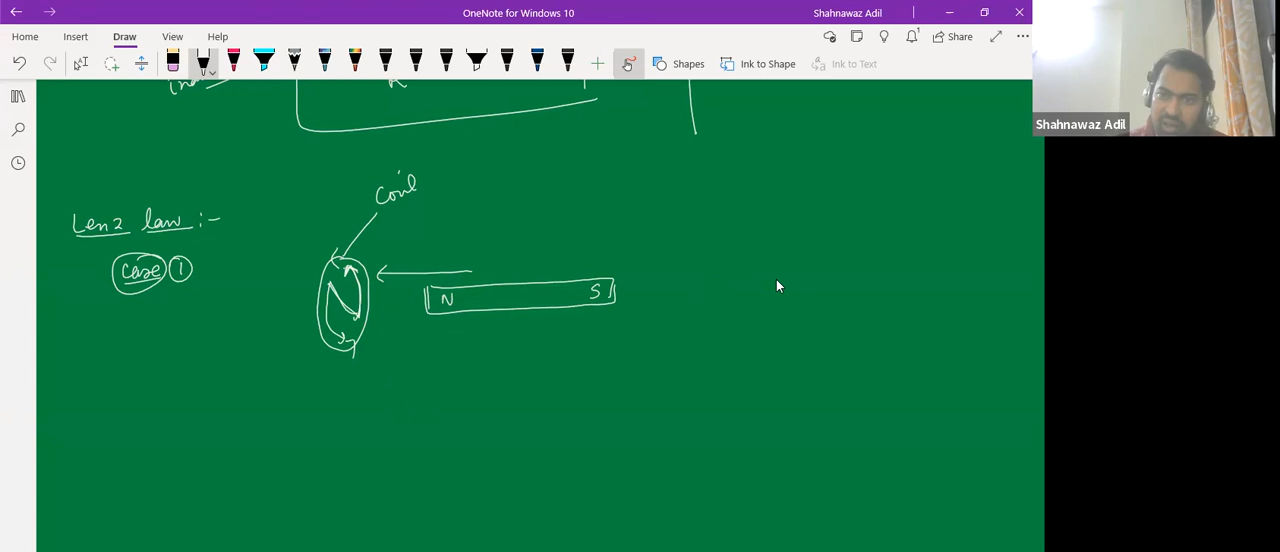 OneNote for Windows 10
Shahnawaz Adil
Home Insert Draw View Help
Share
Shapes Ink to Shape Ink to Text
R
Shahnawaz Adil
Coil
Lenz law :-
Case 1
N S
N